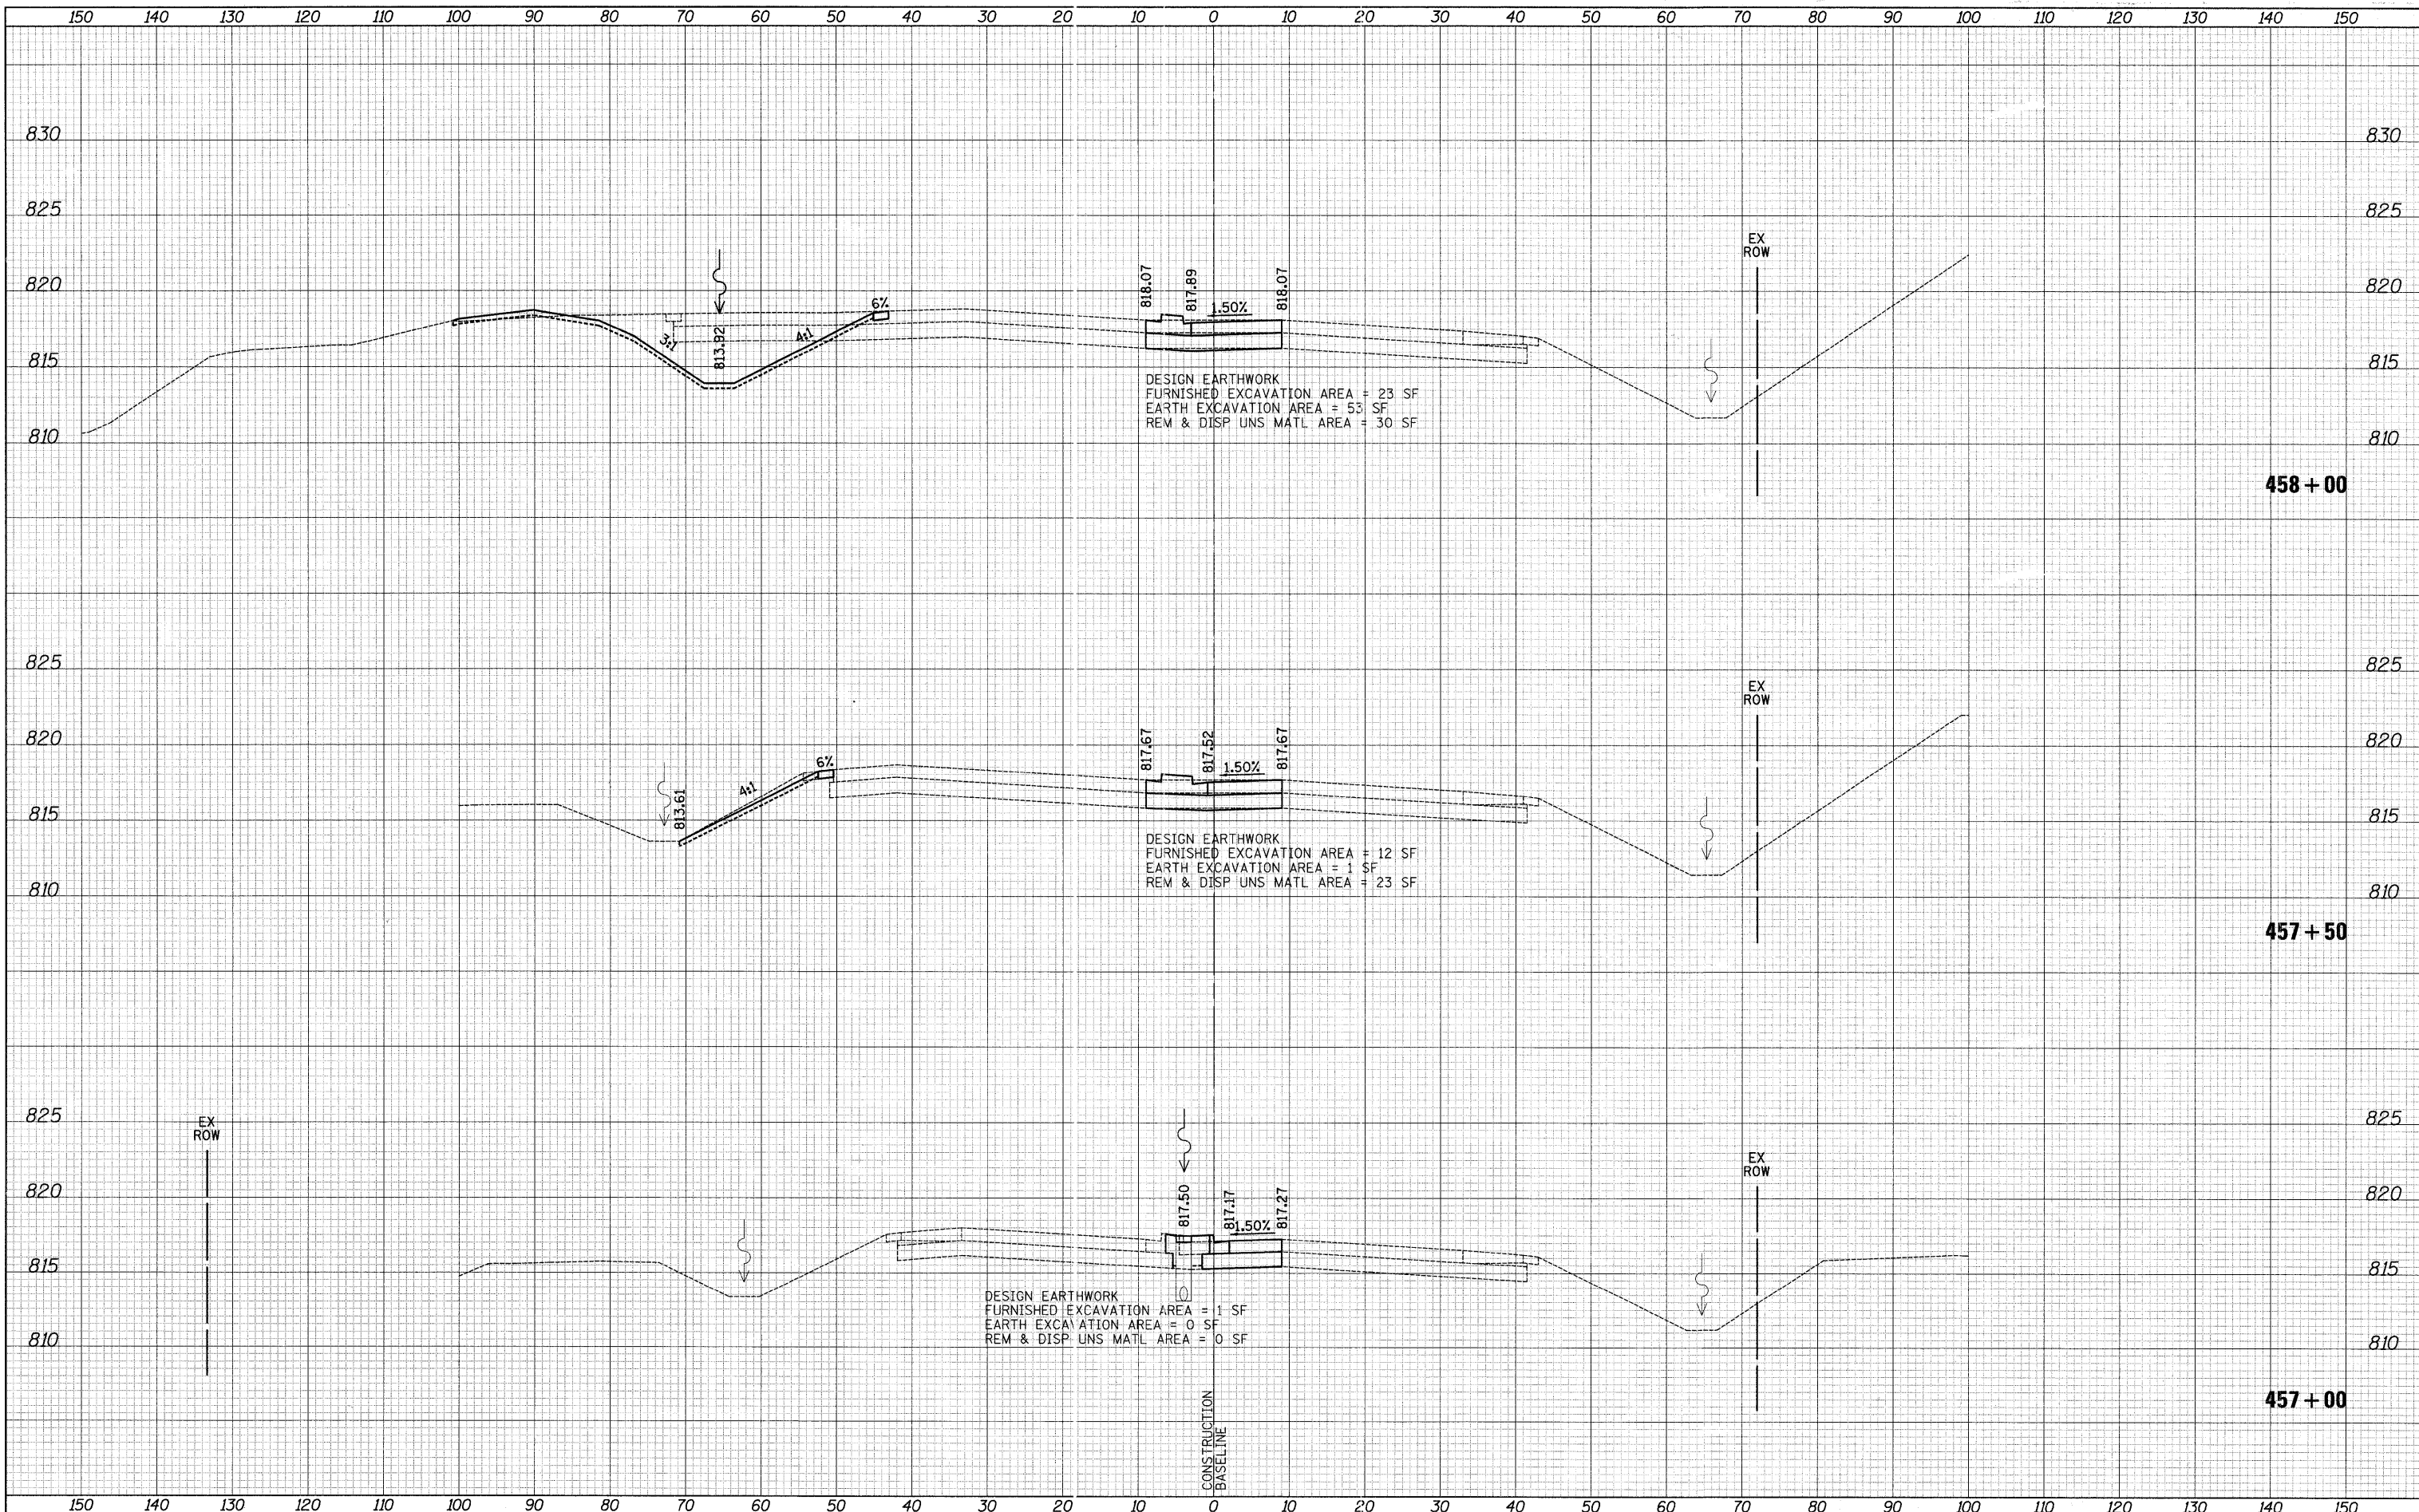 150 140 130 120 110 100 90 80 70 60 50 40 30 20 10 0 10 20 30 40 50 60 70 80 90 100 110 120 130 140 150
830 830
825 825
EX
ROW
820 818.07 817.89 818.07 820
6% 1.50%
3:1 813.92 4:1
815 815
DESIGN EARTHWORK
FURNISHED EXCAVATION AREA = 23 SF
EARTH EXCAVATION AREA = 53 SF
REM & DISP UNS MATL AREA = 30 SF
810 810
458+00
825 825
EX
ROW
820 817.67 817.52 817.67 820
6% 1.50%
813.61 4:1
815 815
DESIGN EARTHWORK
FURNISHED EXCAVATION AREA = 12 SF
EARTH EXCAVATION AREA = 1 SF
REM & DISP UNS MATL AREA = 23 SF
810 810
457+50
825 825
EX
ROW
EX
ROW
820 817.50 817.17 817.27 820
1.50%
815 815
DESIGN EARTHWORK
FURNISHED EXCAVATION AREA = 1 SF
EARTH EXCAVATION AREA = 0 SF
REM & DISP UNS MATL AREA = 0 SF
810 810
457+00
CONSTRUCTION
BASELINE
150 140 130 120 110 100 90 80 70 60 50 40 30 20 10 0 10 20 30 40 50 60 70 80 90 100 110 120 130 140 150